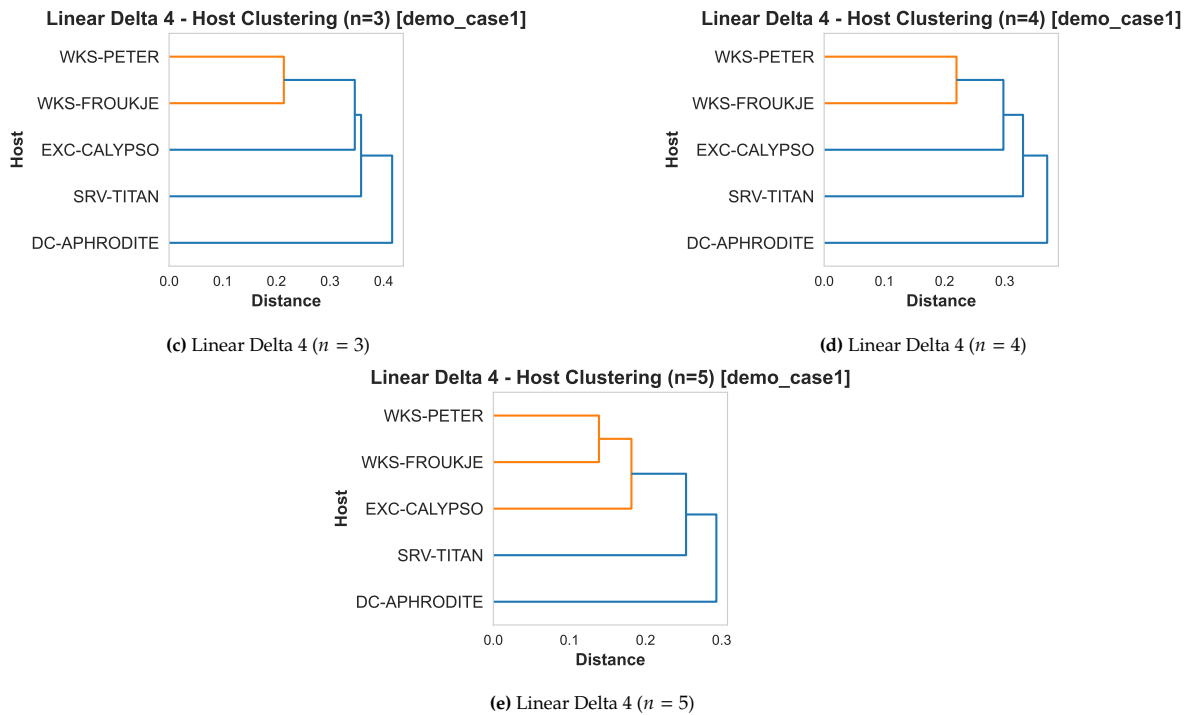 Linear Delta 4 - Host Clustering (n=3) [demo_case1]
WKS-PETER
WKS-FROUKJE
EXC-CALYPSO
SRV-TITAN
DC-APHRODITE
Host
0.0 0.1 0.2 0.3 0.4
Distance
(c) Linear Delta 4 (n = 3)
Linear Delta 4 - Host Clustering (n=4) [demo_case1]
WKS-PETER
WKS-FROUKJE
EXC-CALYPSO
SRV-TITAN
DC-APHRODITE
Host
0.0 0.1 0.2 0.3
Distance
(d) Linear Delta 4 (n = 4)
Linear Delta 4 - Host Clustering (n=5) [demo_case1]
WKS-PETER
WKS-FROUKJE
EXC-CALYPSO
SRV-TITAN
DC-APHRODITE
Host
0.0 0.1 0.2 0.3
Distance
(e) Linear Delta 4 (n = 5)